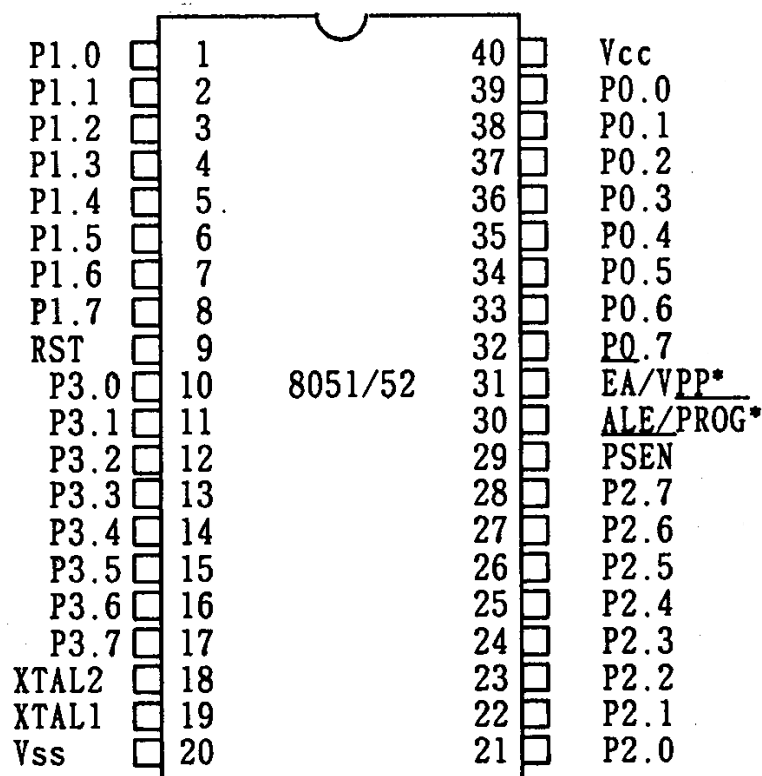 P1.0 1 40 Vcc
P1.1 2 39 P0.0
P1.2 3 38 P0.1
P1.3 4 37 P0.2
P1.4 5 36 P0.3
P1.5 6 35 P0.4
P1.6 7 34 P0.5
P1.7 8 33 P0.6
RST 9 32 P0.7
P3.0 10 8051/52 31 EA/VPP*
P3.1 11 30 ALE/PROG*
P3.2 12 29 PSEN
P3.3 13 28 P2.7
P3.4 14 27 P2.6
P3.5 15 26 P2.5
P3.6 16 25 P2.4
P3.7 17 24 P2.3
XTAL2 18 23 P2.2
XTAL1 19 22 P2.1
Vss 20 21 P2.0